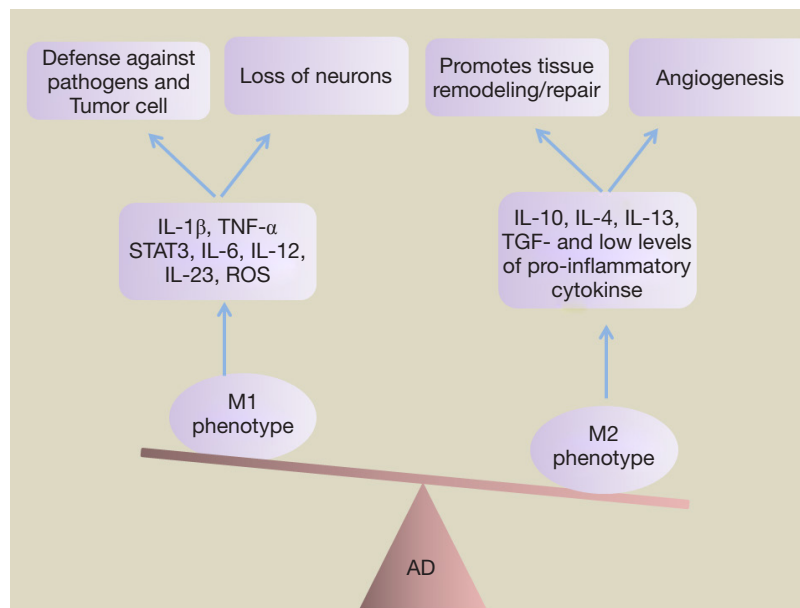 Defense against
pathogens and
Tumor cell
Loss of neurons
Promotes tissue
remodeling/repair
Angiogenesis
IL-1β, TNF-α
STAT3, IL-6, IL-12,
IL-23, ROS
IL-10, IL-4, IL-13,
TGF- and low levels
of pro-inflammatory
cytokinse
M1
phenotype
M2
phenotype
AD